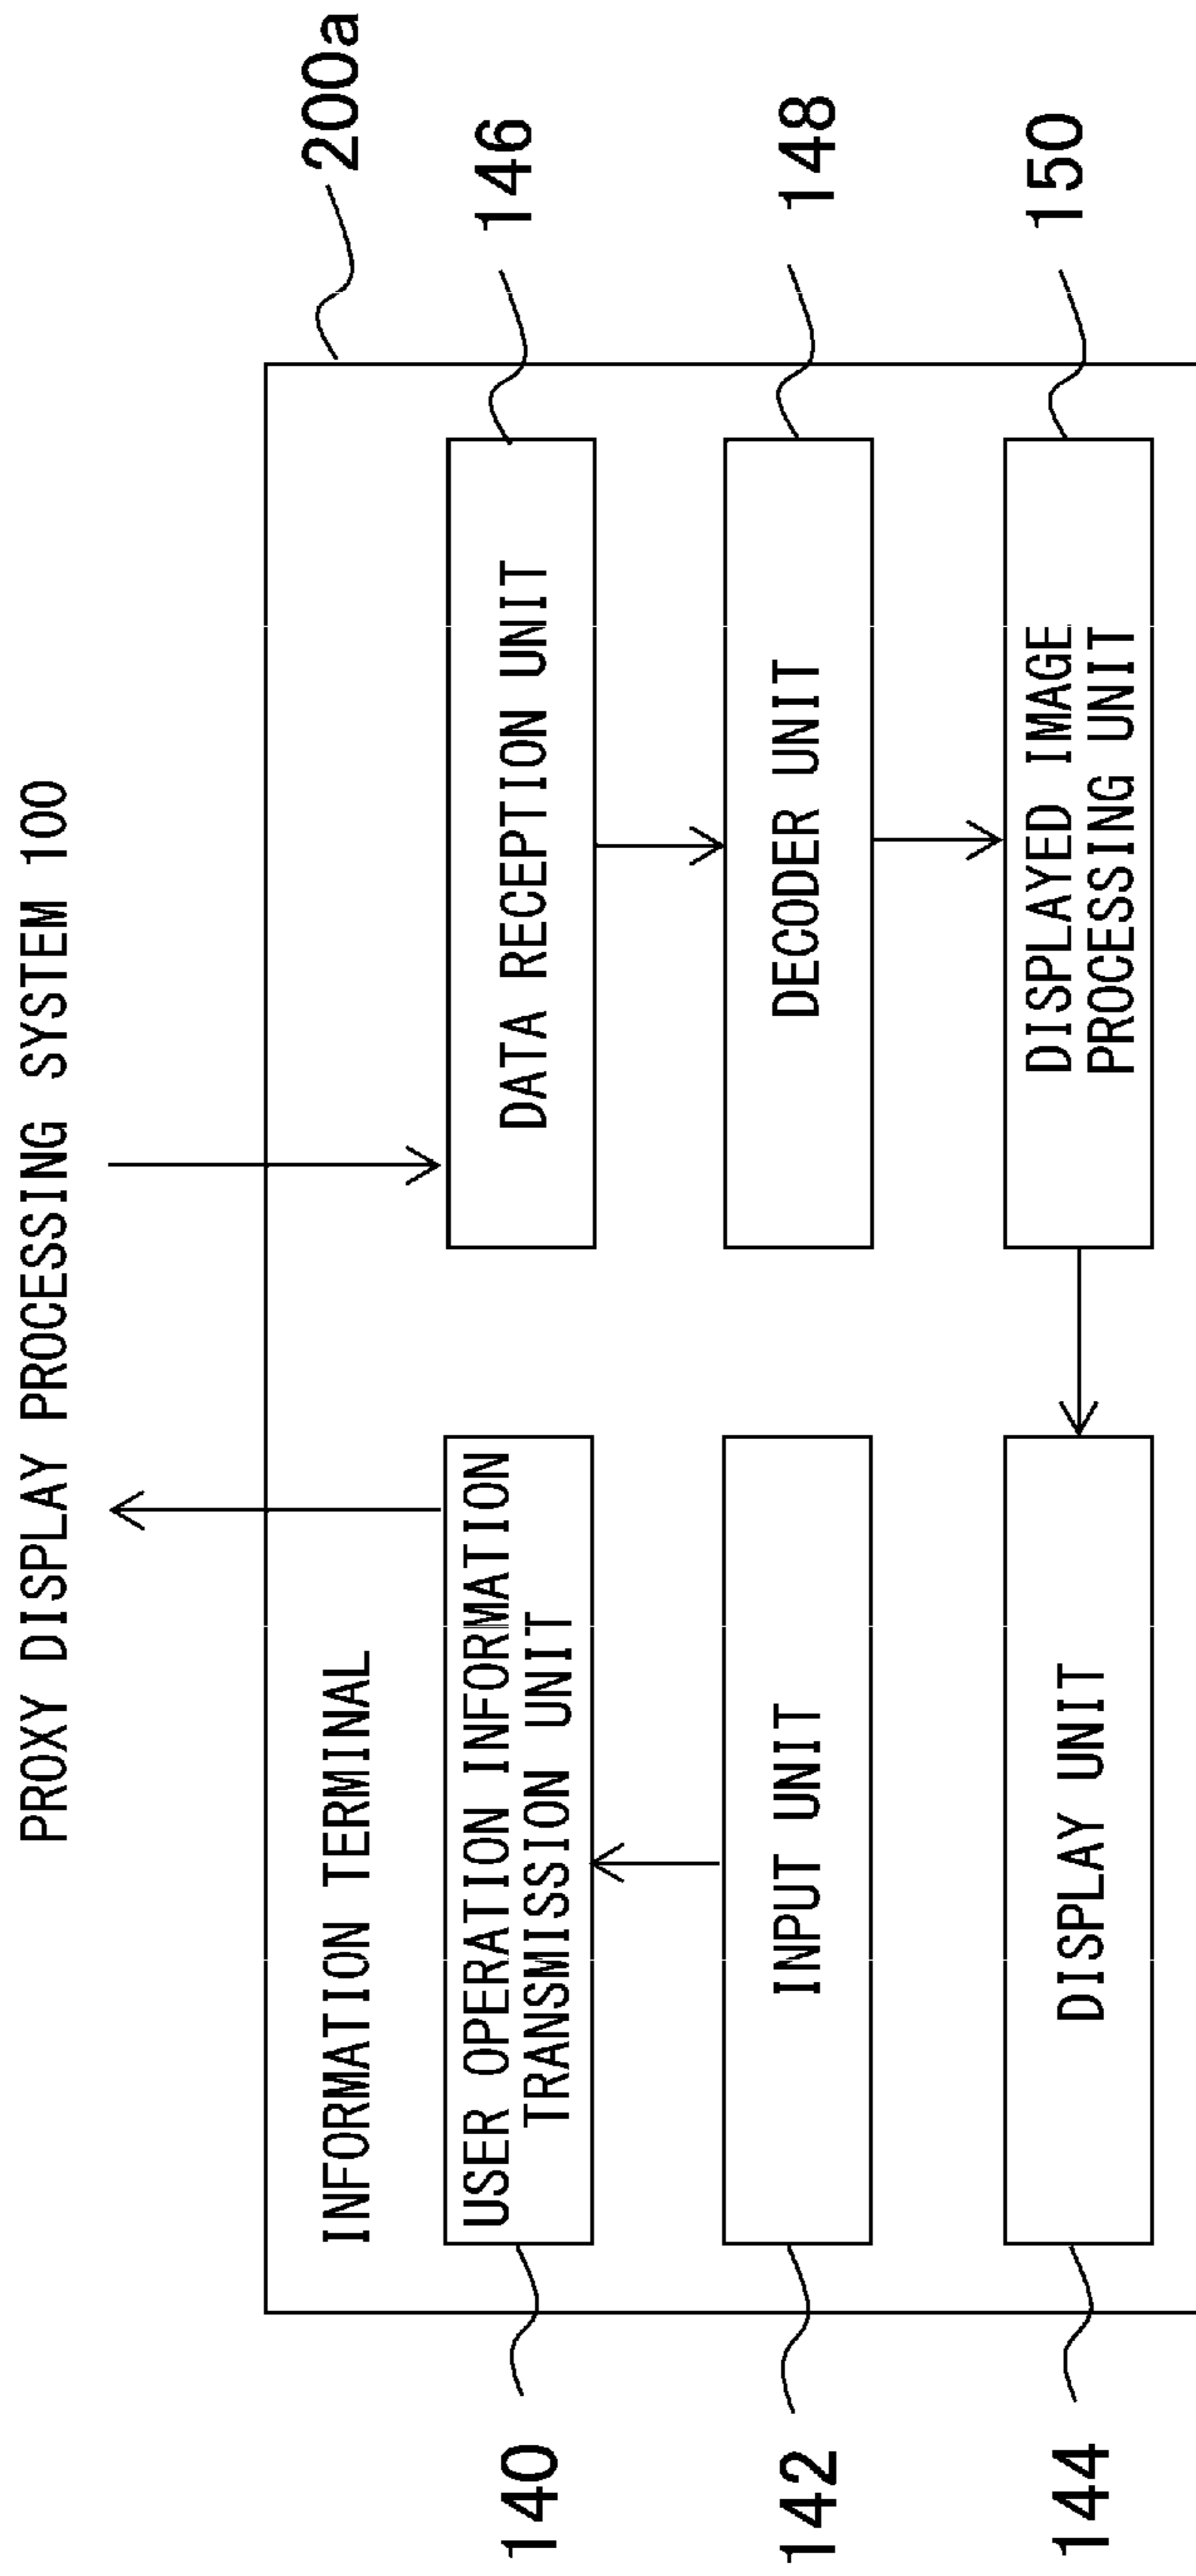 PROXY DISPLAY PROCESSING SYSTEM 100
200a
INFORMATION TERMINAL
140
USER OPERATION INFORMATION
TRANSMISSION UNIT
DATA RECEPTION UNIT
146
142
INPUT UNIT
DECODER UNIT
148
144
DISPLAY UNIT
DISPLAYED IMAGE
PROCESSING UNIT
150